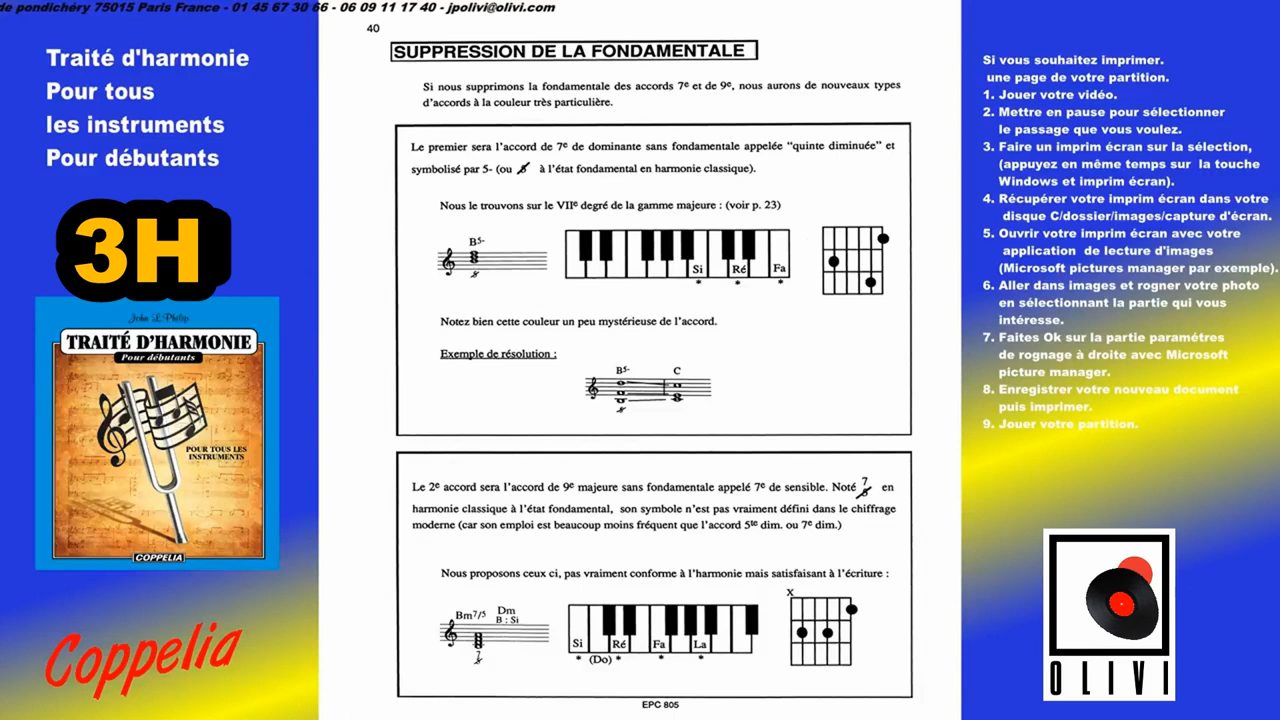 de pondichéry 75015 Paris France - 01 45 67 30 66 - 06 09 11 17 40 - jpolivi@olivi.com
Traité d'harmonie
Pour tous
les instruments
Pour débutants
3H
John L. Philip
TRAITÉ D'HARMONIE
Pour débutants
POUR TOUS LES
INSTRUMENTS
COPPELIA
Coppelia
40
SUPPRESSION DE LA FONDAMENTALE
Si nous supprimons la fondamentale des accords 7e et de 9e, nous aurons de nouveaux types
d'accords à la couleur très particulière.
Le premier sera l'accord de 7e de dominante sans fondamentale appelée "quinte diminuée" et
symbolisé par 5- (ou 5 à l'état fondamental en harmonie classique).
Nous le trouvons sur le VIIe degré de la gamme majeure : (voir p. 23)
B5-
5
Si Ré Fa
* * *
Notez bien cette couleur un peu mystérieuse de l'accord.
Exemple de résolution :
B5- C
5
Le 2e accord sera l'accord de 9e majeure sans fondamentale appelé 7e de sensible. Noté 7/5 en
harmonie classique à l'état fondamental, son symbole n'est pas vraiment défini dans le chiffrage
moderne (car son emploi est beaucoup moins fréquent que l'accord 5te dim. ou 7e dim.)
Nous proposons ceux ci, pas vraiment conforme à l'harmonie mais satisfaisant à l'écriture :
Bm7/5 Dm
B : Si
7
5
Si Ré Fa La
* (Do) * * *
X
EPC 805
Si vous souhaitez imprimer.
une page de votre partition.
1. Jouer votre vidéo.
2. Mettre en pause pour sélectionner
le passage que vous voulez.
3. Faire un imprim écran sur la sélection,
(appuyez en même temps sur la touche
Windows et imprim écran).
4. Récupérer votre imprim écran dans votre
disque C/dossier/images/capture d'écran.
5. Ouvrir votre imprim écran avec votre
application de lecture d'images
(Microsoft pictures manager par exemple).
6. Aller dans images et rogner votre photo
en sélectionnant la partie qui vous
intéresse.
7. Faites Ok sur la partie paramétres
de rognage à droite avec Microsoft
picture manager.
8. Enregistrer votre nouveau document
puis imprimer.
9. Jouer votre partition.
OLIVI